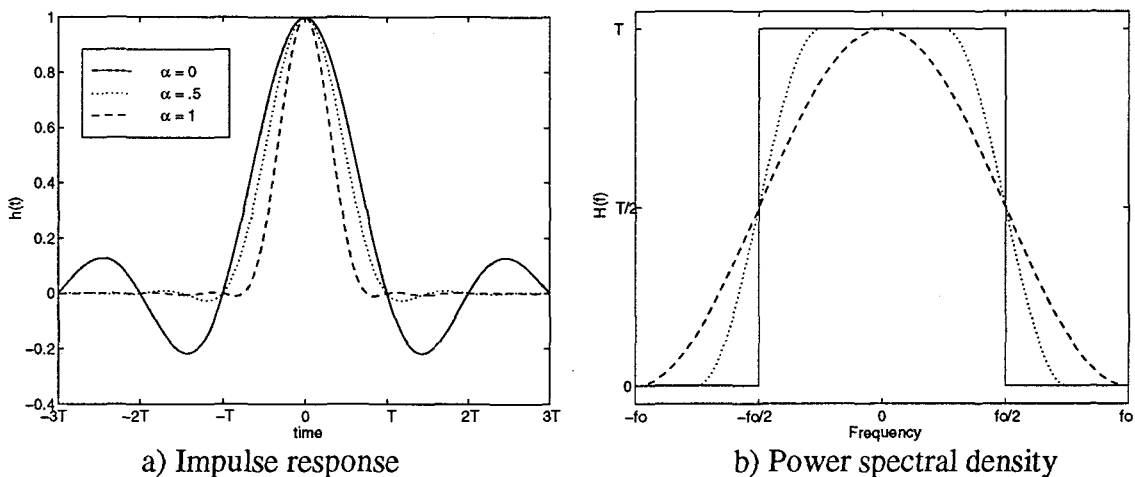 1
0.8
0.6
0.4
0.2
0
−0.2
−0.4
h(t)
α = 0
α = .5
α = 1
−3T
−2T
−T
0
T
2T
3T
time
a) Impulse response
T
T/2
0
H(f)
−fo
−fo/2
0
fo/2
fo
Frequency
b) Power spectral density